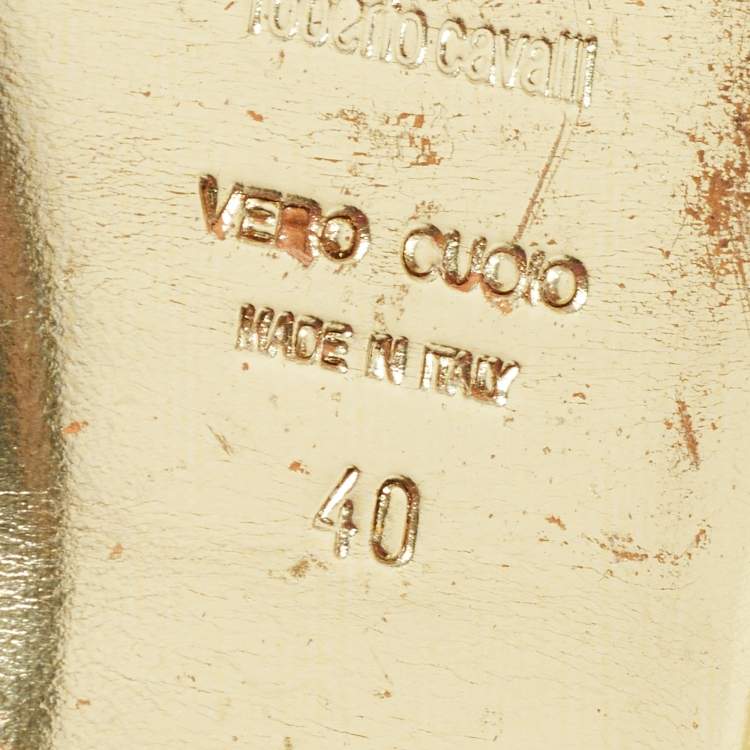 roberto cavalli
VERO CUOIO
MADE IN ITALY
40